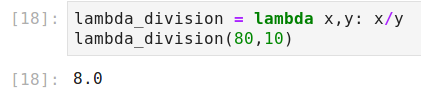 [18]: lambda_division = lambda x,y: x/y
lambda_division(80,10)
[18]: 8.0